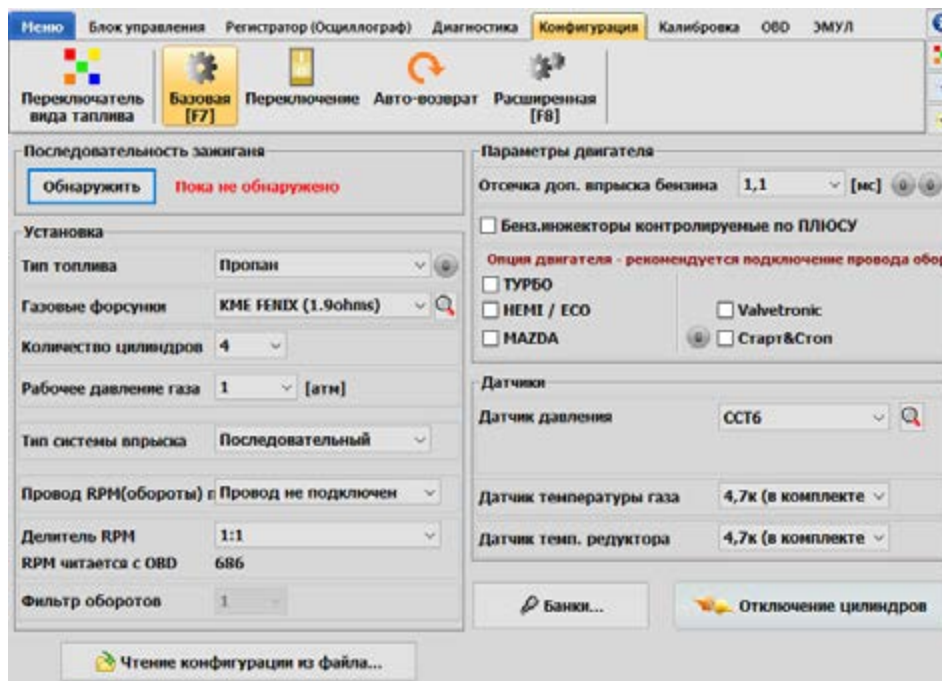 Меню Блок управления Регистратор (Осциллограф) Диагностика Конфигурация Калибровка OBD ЭМУЛ
Переключатель вида таплива
Базовая [F7]
Переключение
Авто-возврат
Расширенная [F8]
Последовательность зажиганя
Обнаружить Пока не обнаружено
Установка
Тип топлива Пропан
Газовые форсунки KME FENIX (1.9ohms)
Количество цилиндров 4
Рабочее давление газа 1 [атм]
Тип системы впрыска Последовательный
Провод RPM(обороты) п Провод не подключен
Делитель RPM 1:1
RPM читается с OBD 686
Фильтр оборотов 1
Чтение конфигурации из файла...
Параметры двигателя
Отсечка доп. впрыска бензина 1,1 [мс]
Бенз.инжекторы контролируемые по ПЛЮСУ
Опция двигателя - рекомендуется подключение провода обор
ТУРБО
HEMI / ECO Valvetronic
MAZDA Старт&Стоп
Датчики
Датчик давления CCT6
Датчик температуры газа 4,7к (в комплекте
Датчик темп. редуктора 4,7к (в комплекте
Банки... Отключение цилиндров